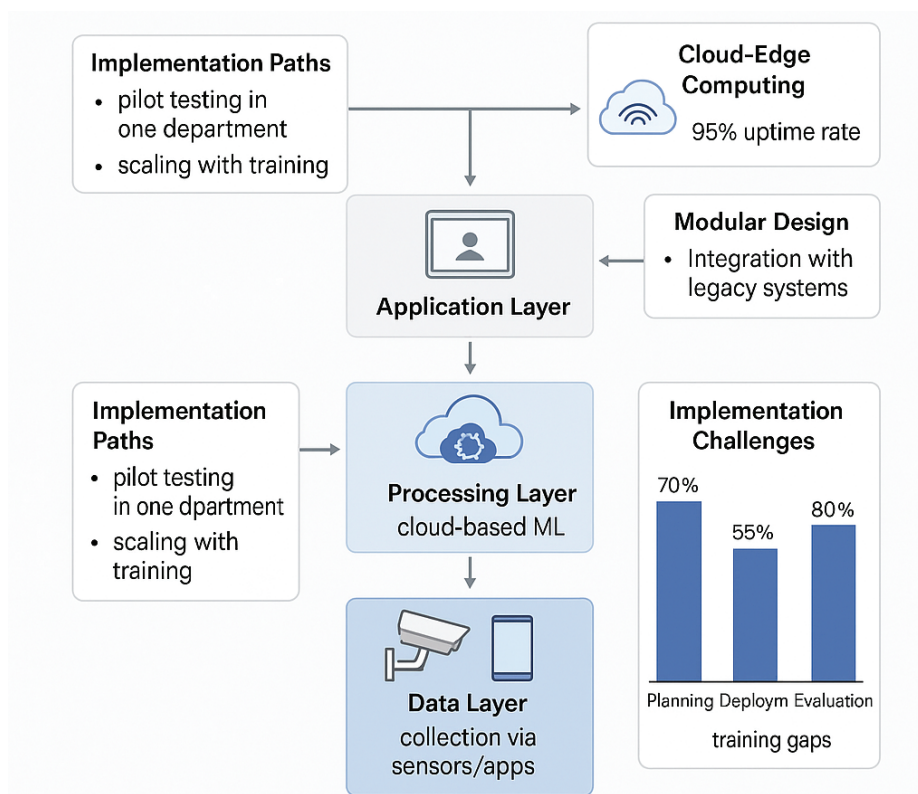 Implementation Paths
• pilot testing in
one department
• scaling with training
Cloud-Edge
Computing
95% uptime rate
Application Layer
Modular Design
• Integration with
legacy systems
Implementation
Paths
• pilot testing
in one dpartment
• scaling with
training
Processing Layer
cloud-based ML
Data Layer
collection via
sensors/apps
Implementation
Challenges
70%
55%
80%
Planning Deploym Evaluation
training gaps